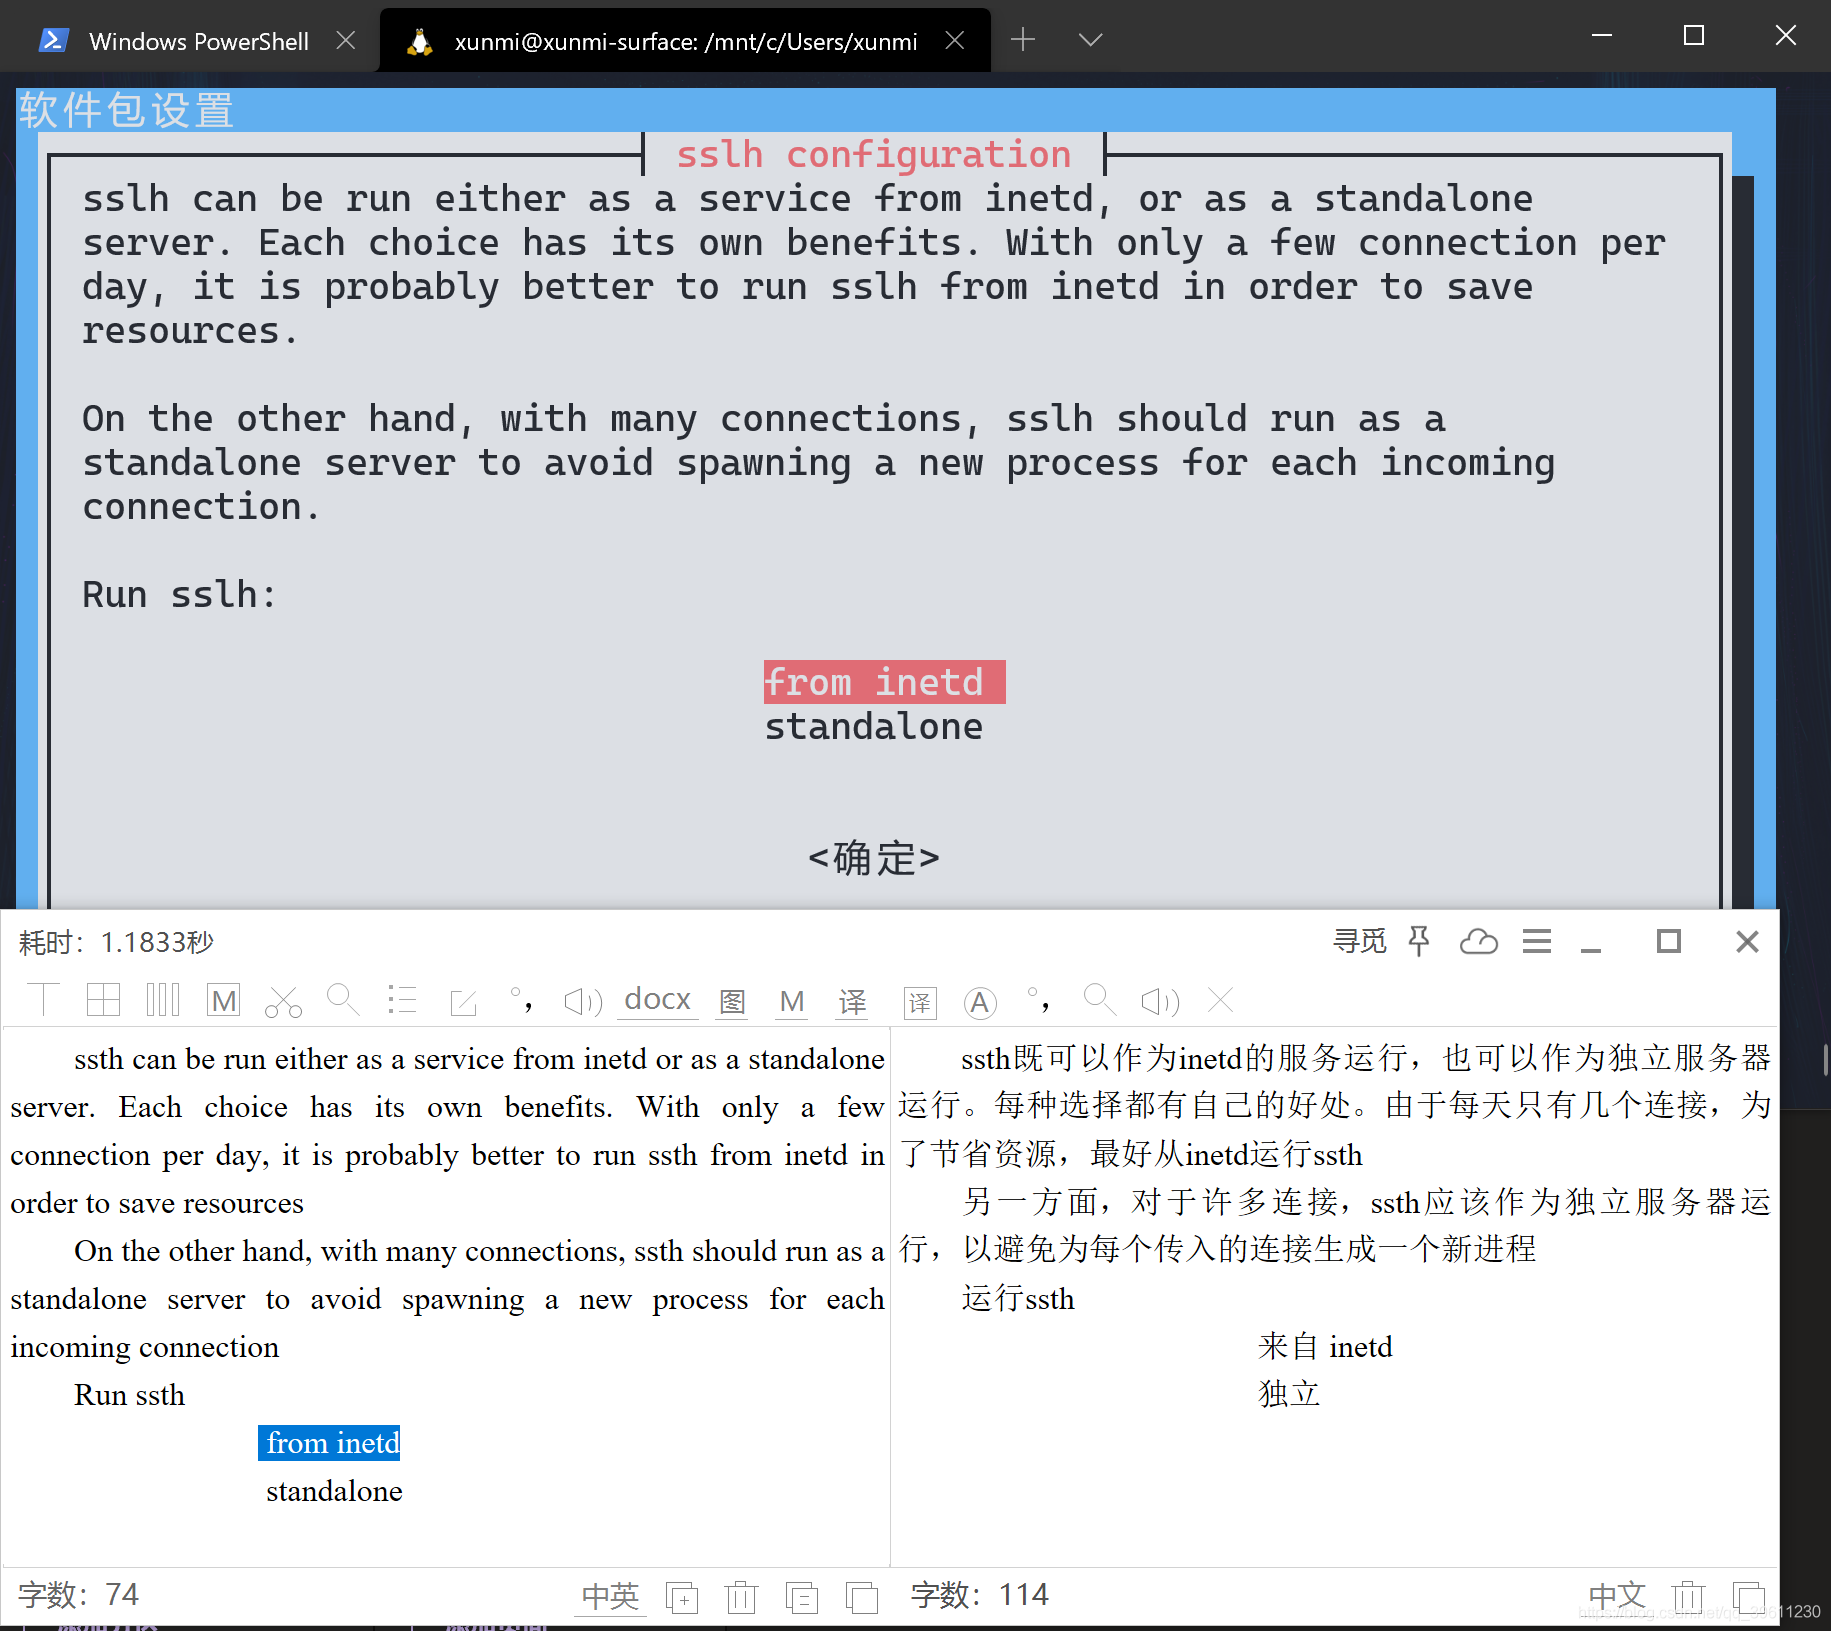 Windows PowerShell
xunmi@xunmi-surface: /mnt/c/Users/xunmi
软件包设置
sslh configuration
sslh can be run either as a service from inetd, or as a standalone
server. Each choice has its own benefits. With only a few connection per
day, it is probably better to run sslh from inetd in order to save
resources.
On the other hand, with many connections, sslh should run as a
standalone server to avoid spawning a new process for each incoming
connection.
Run sslh:
from inetd
standalone
<确定>
耗时：1.1833秒
寻觅
M
docx 图 M 译 译 A
ssth can be run either as a service from inetd or as a standalone
server. Each choice has its own benefits. With only a few
connection per day, it is probably better to run ssth from inetd in
order to save resources
On the other hand, with many connections, ssth should run as a
standalone server to avoid spawning a new process for each
incoming connection
Run ssth
from inetd
standalone
ssth既可以作为inetd的服务运行，也可以作为独立服务器
运行。每种选择都有自己的好处。由于每天只有几个连接，为
了节省资源，最好从inetd运行ssth
另一方面，对于许多连接，ssth应该作为独立服务器运
行，以避免为每个传入的连接生成一个新进程
运行ssth
来自 inetd
独立
字数：74
中英
字数：114
中文
https://blog.csdn.net/qq_39611230